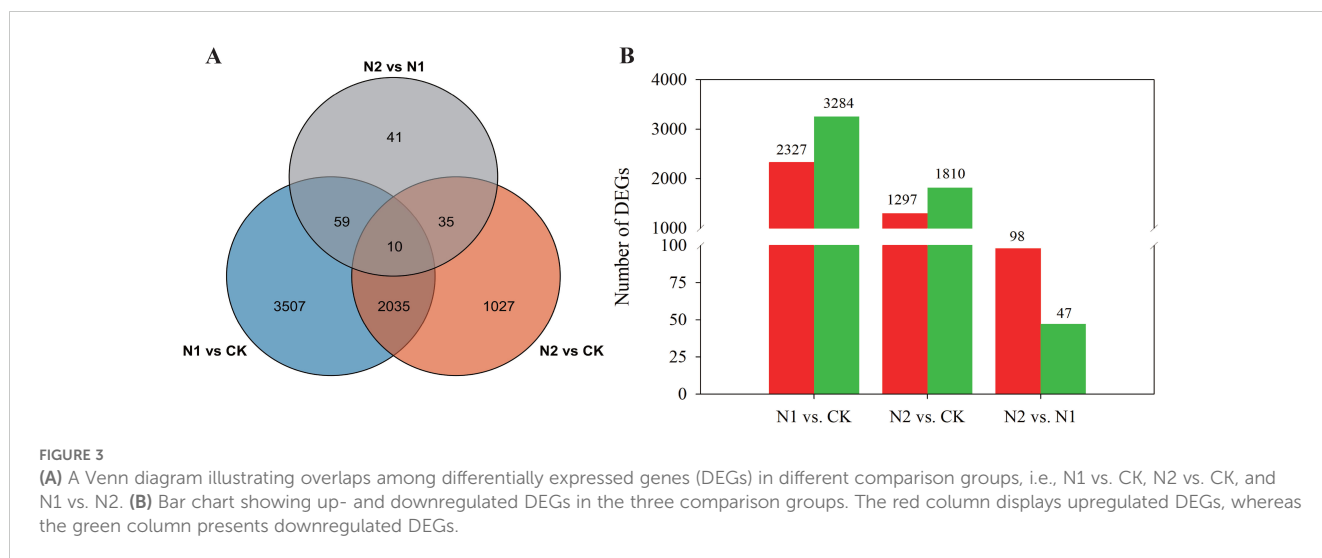 A
N2 vs N1
41
59
35
10
3507
2035
1027
N1 vs CK
N2 vs CK
B
Number of DEGs
4000
3000
2000
1000
100
75
50
25
0
2327
3284
1297
1810
98
47
N1 vs. CK
N2 vs. CK
N2 vs. N1
FIGURE 3
(A) A Venn diagram illustrating overlaps among differentially expressed genes (DEGs) in different comparison groups, i.e., N1 vs. CK, N2 vs. CK, and
N1 vs. N2. (B) Bar chart showing up- and downregulated DEGs in the three comparison groups. The red column displays upregulated DEGs, whereas
the green column presents downregulated DEGs.